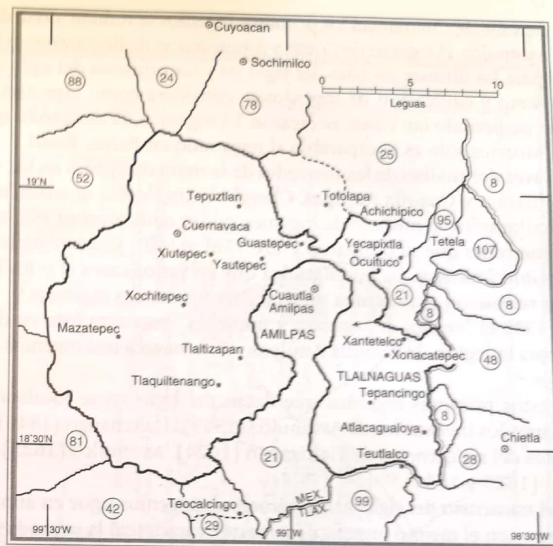 Cuyoacan
Sochimilco
88
24
78
0 5 10
Leguas
25
19°N
52
8
Tepuztlan
Totolapa
Achichipico
95
Cuernavaca
Guastepec
Yecapixtla
Tetela
107
Xiutepec
Yautepec
Ocuituco
Xochitepec
Cuautla
Amilpas
21
8
8
AMILPAS
Mazatepec
Xantetelco
48
Tlaltizapan
Xonacatepec
TLALNAGUAS
Tlaquiltenango
Tepancingo
8
Atlacagualoya
Chietla
18°30'N
81
21
Teutlalco
28
42
Teocalcingo
MEX.
TLAX.
99
29
99°30'W
99°W
98°30'W